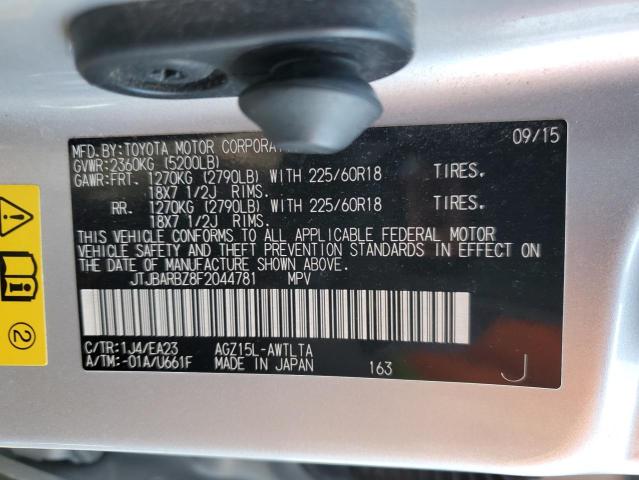 MFD.BY:TOYOTA MOTOR 09/15
GVWR:2360KG (5200LB)
GAWR:FRT. 1270KG (2790LB) WITH 225/60R18 TIRES.
18X7 1/2J RIMS.
RR. 1270KG (2790LB) WITH 225/60R18 TIRES.
18X7 1/2J RIMS.
THIS VEHICLE CONFORMS TO ALL APPLICABLE FEDERAL MOTOR
VEHICLE SAFETY AND THEFT PREVENTION STANDARDS IN EFFECT ON
THE DATE OF MANUFACTURE SHOWN ABOVE.
JTJBARBZ8F2044781 MPV
C/TR:1J4/EA23 AGZ15L-AWTLTA
A/TM:-01A/U661F MADE IN JAPAN 163 J
2